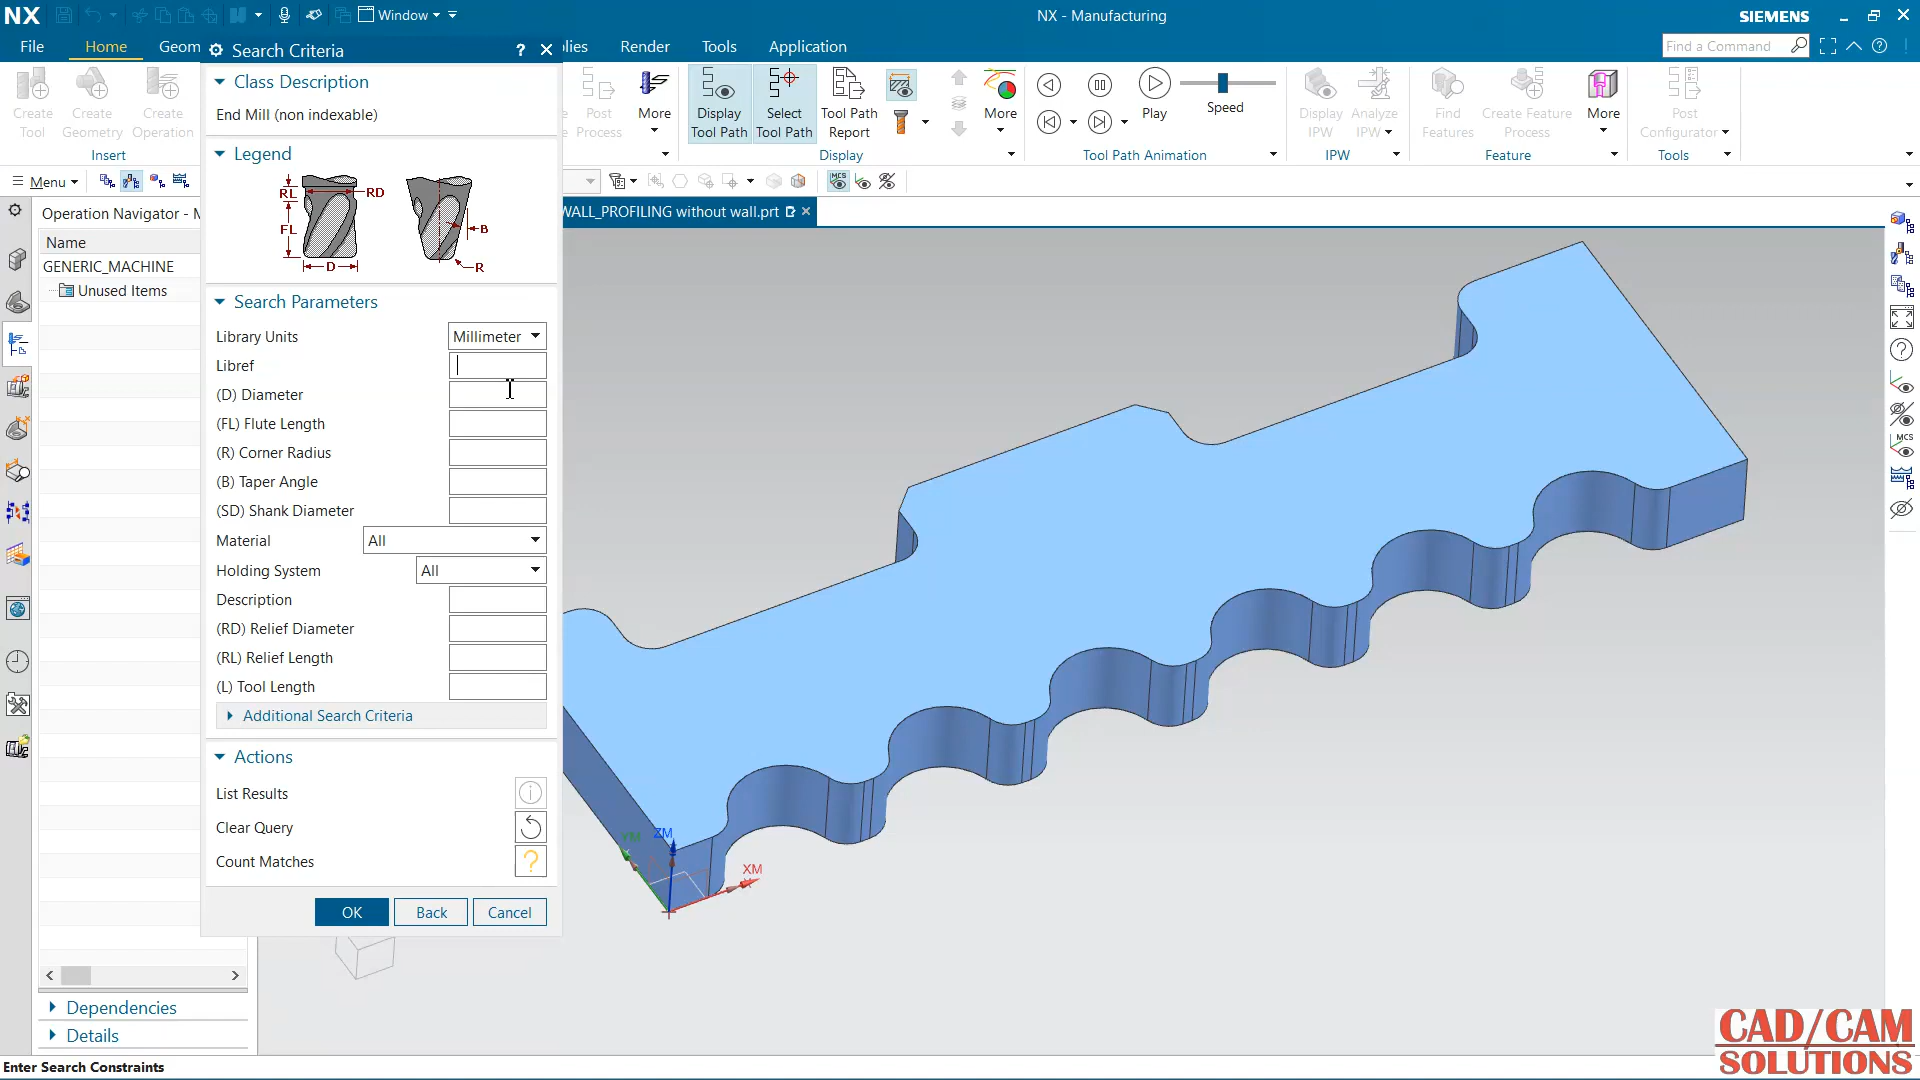 NX
Window
NX - Manufacturing
SIEMENS
File
Home
Geom
Search Criteria
?
lies
Render
Tools
Application
Find a Command
Create Tool
Create Geometry
Create Operation
Insert
Post Process
More
Display Tool Path
Select Tool Path
Tool Path Report
More
Display
Play
Speed
Tool Path Animation
Display IPW
Analyze IPW
IPW
Find Features
Create Feature Process
More
Feature
Post Configurator
Tools
Menu
MCS
Operation Navigator - M
WALL_PROFILING without wall.prt
Name
GENERIC_MACHINE
Unused Items
Class Description
End Mill (non indexable)
Legend
RL
RD
FL
D
B
R
Search Parameters
Library Units
Millimeter
Libref
(D) Diameter
(FL) Flute Length
(R) Corner Radius
(B) Taper Angle
(SD) Shank Diameter
Material
All
Holding System
All
Description
(RD) Relief Diameter
(RL) Relief Length
(L) Tool Length
Additional Search Criteria
Actions
List Results
Clear Query
Count Matches
OK
Back
Cancel
YM
ZM
XM
MCS
Dependencies
Details
Enter Search Constraints
CAD/CAM
SOLUTIONS